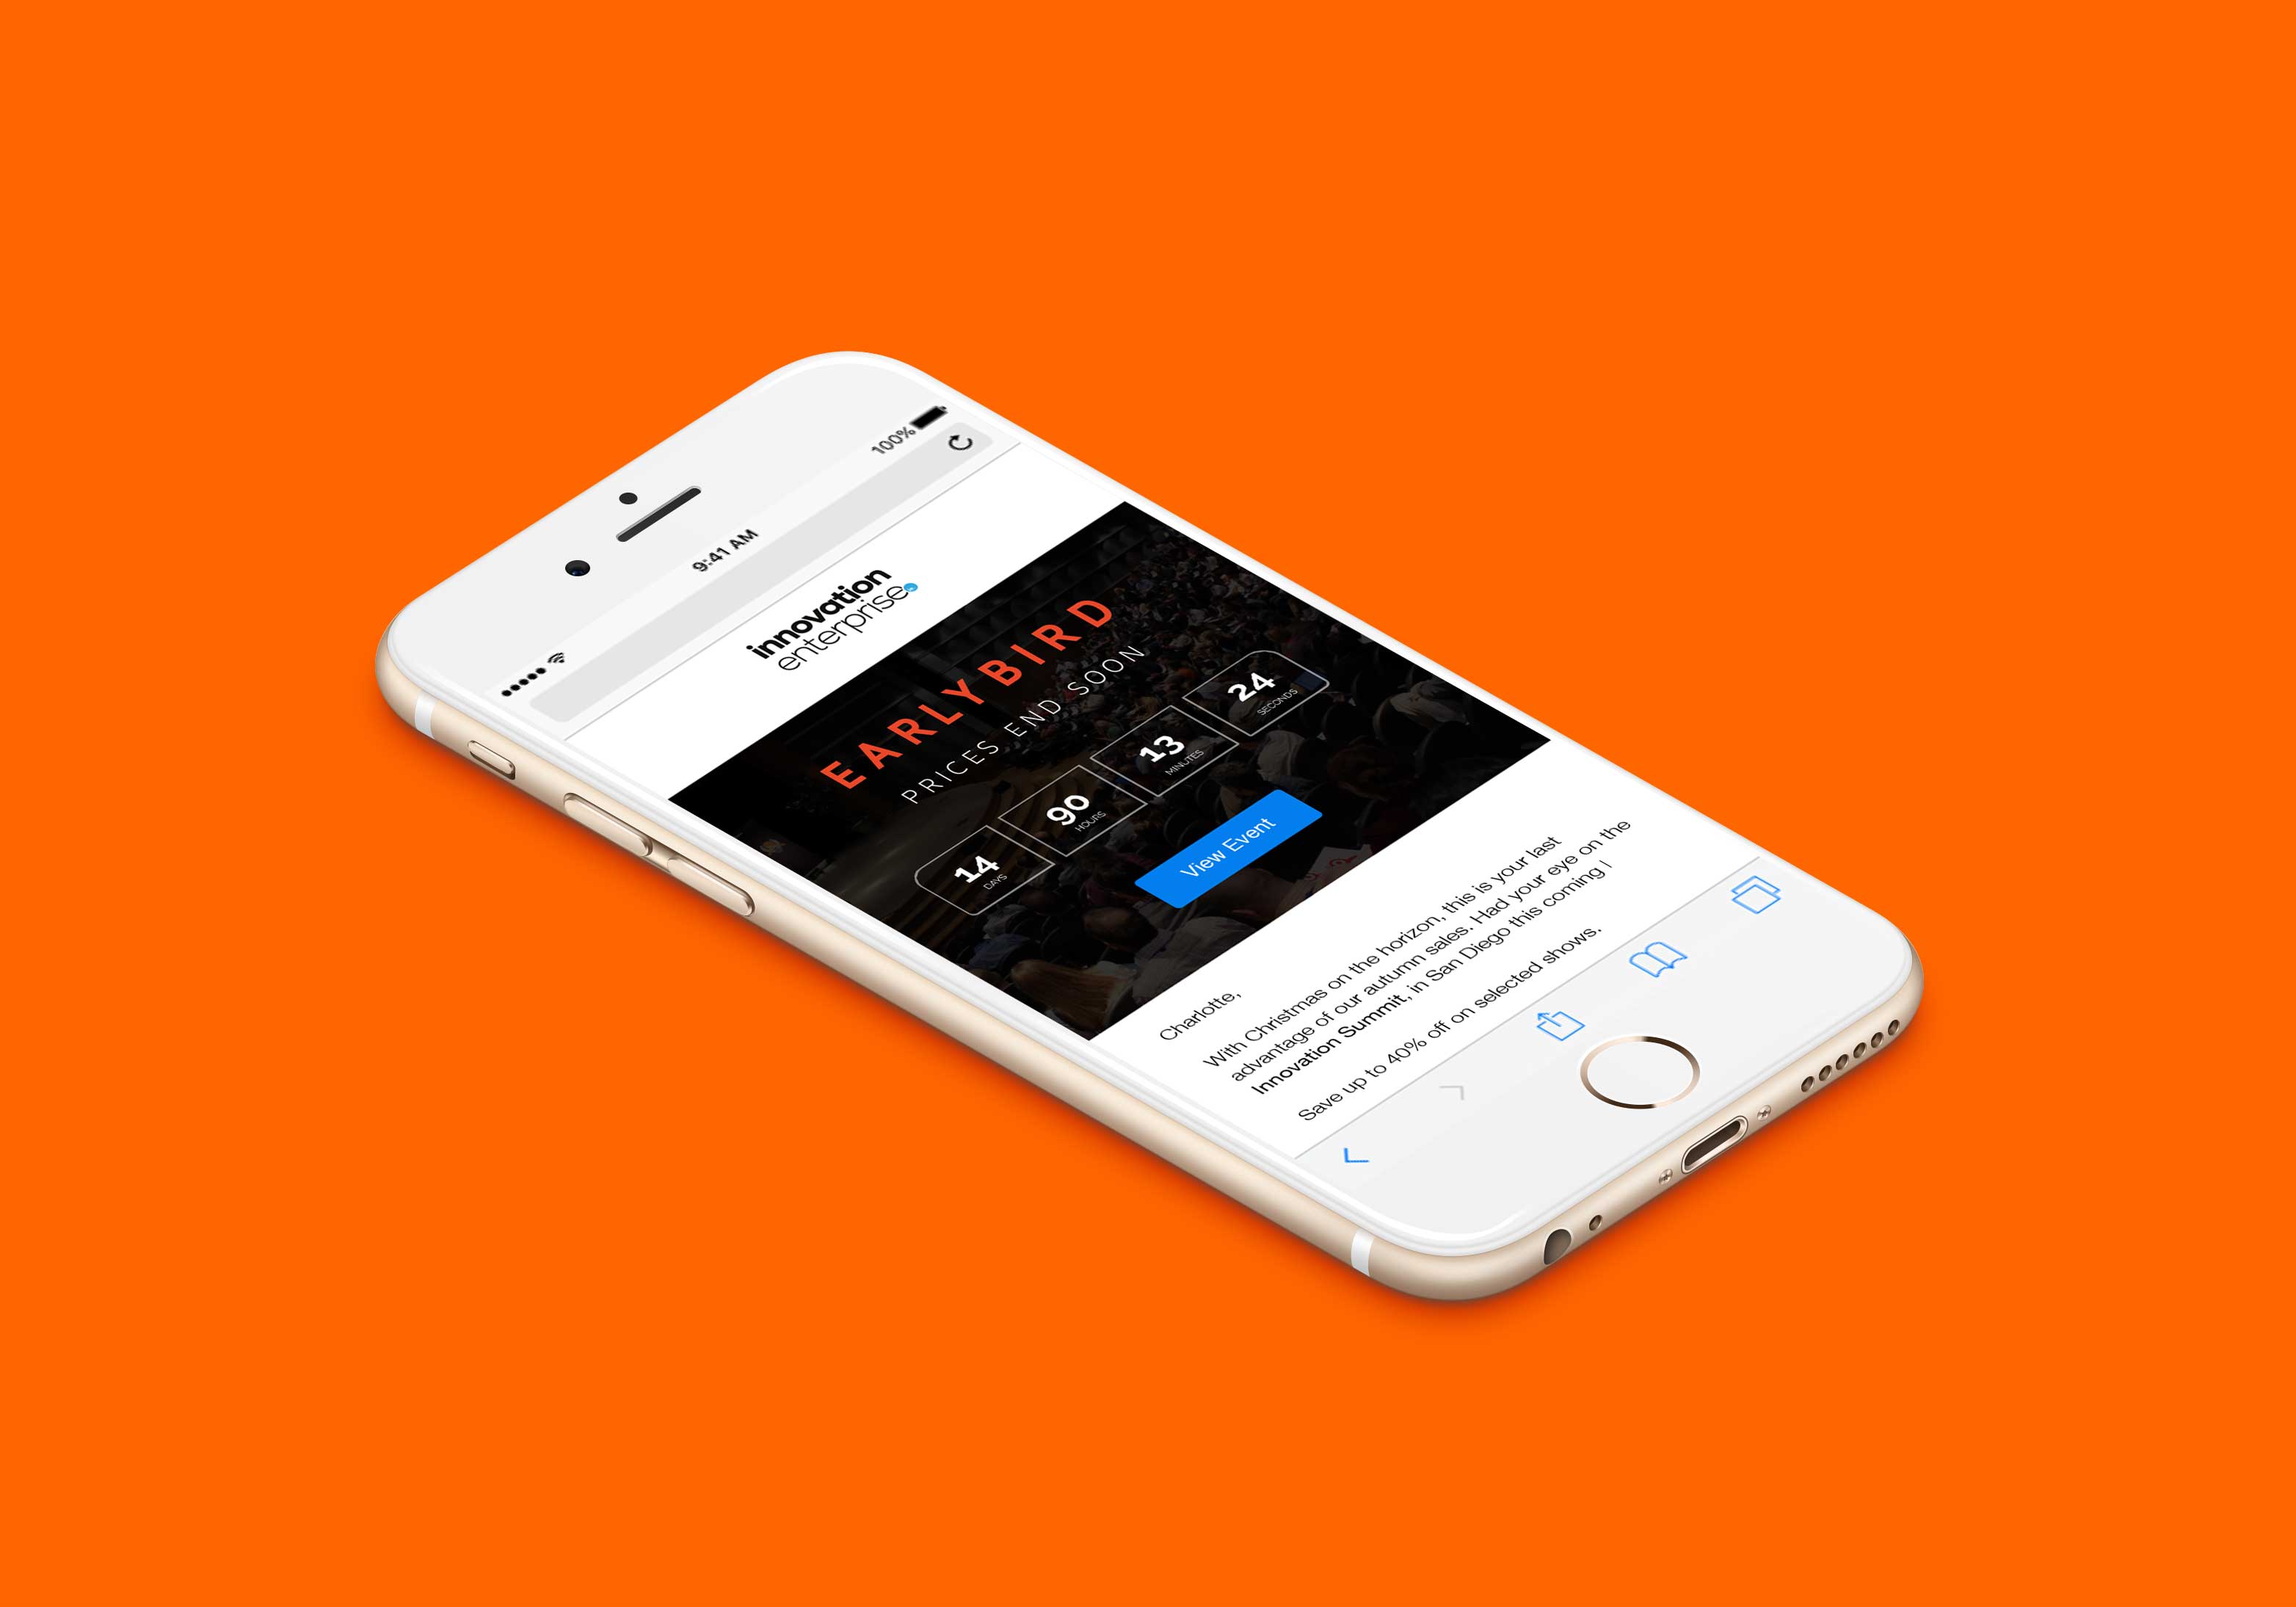 9:41 AM
100%
innovation
enterprise
EARLYBIRD
PRICES END SOON
14
DAYS
90
HOURS
13
MINUTES
24
SECONDS
View Event
Charlotte,
With Christmas on the horizon, this is your last
advantage of our autumn sales. Had your eye on the
Innovation Summit, in San Diego this coming
Save up to 40% off on selected shows.